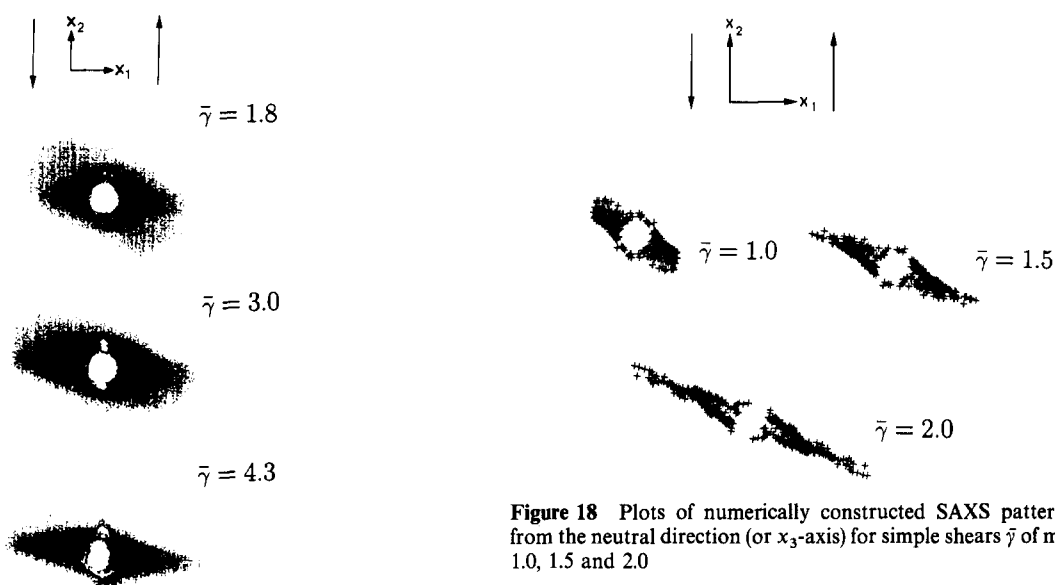 x₂
x₁
γ̄ = 1.8
γ̄ = 3.0
γ̄ = 4.3
x₂
x₁
γ̄ = 1.0
γ̄ = 1.5
γ̄ = 2.0
Figure 18 Plots of numerically constructed SAXS patter
from the neutral direction (or x₃-axis) for simple shears γ̄ of m
1.0, 1.5 and 2.0